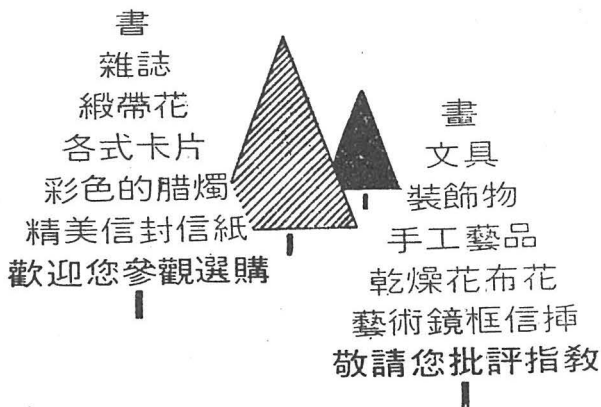 書
雜誌
緞帶花
各式卡片
彩色的腊燭
精美信封信紙
歡迎您參觀選購
畫
文具
裝飾物
手工藝品
乾燥花布花
藝術鏡框信插
敬請您批評指教